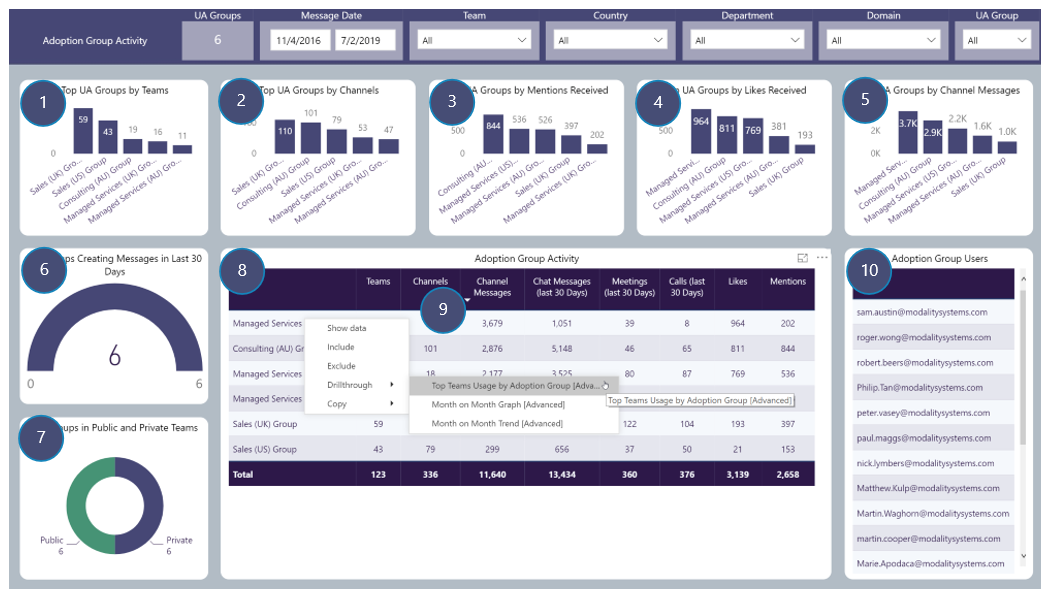 UA Groups
Message Date
Team
Country
Department
Domain
UA Group
Adoption Group Activity
6
11/4/2016
7/2/2019
All
All
All
All
All
1
Top UA Groups by Teams
59
43
19
16
11
0
Sales (UK) Gro...
Sales (US) Group
Consulting (AU) Group
Managed Services (UK) Gro...
Managed Services (AU) Gro...
2
Top UA Groups by Channels
110
101
79
53
47
0
Sales (UK) Gro...
Consulting (AU) Group
Sales (US) Group
Managed Services (UK) Gro...
Managed Services (AU) Gro...
3
UA Groups by Mentions Received
500
844
536
526
397
202
0
Consulting (AU)...
Managed Services (US)...
Managed Services (UK) Gro...
Sales (UK) Group
Managed Services (AU) Gro...
4
UA Groups by Likes Received
500
964
811
769
381
193
0
Managed Servi...
Consulting (AU) Group
Managed Services (US) Gro...
Managed Services (UK) Gro...
Sales (UK) Group
5
UA Groups by Channel Messages
2K
3.7K
2.9K
2.2K
1.6K
1.0K
0K
Managed Serv...
Consulting (AU) Group
Managed Services (US) Gro...
Managed Services (UK) Gro...
Sales (UK) Group
6
ps Creating Messages in Last 30
Days
6
0
6
7
oups in Public and Private Teams
Public
6
Private
6
8
Adoption Group Activity
Teams
Channels
Channel
Messages
Chat Messages
(last 30 Days)
Meetings
(last 30 Days)
Calls (last
30 Days)
Likes
Mentions
9
Managed Services 3,679 1,051 39 8 964 202
Consulting (AU) Gr 101 2,876 5,148 46 65 811 844
Managed Services 18 2,177 3,525 80 87 769 536
Managed Services
Sales (UK) Group 59 122 104 193 397
Sales (US) Group 43 79 299 656 37 50 21 153
Total 123 336 11,640 13,434 360 376 3,139 2,658
Show data
Include
Exclude
Drillthrough
Copy
Top Teams Usage by Adoption Group [Adva...
Month on Month Graph [Advanced]
Month on Month Trend [Advanced]
Top Teams Usage by Adoption Group [Advanced]
10
Adoption Group Users
sam.austin@modalitysystems.com
roger.wong@modalitysystems.com
robert.beers@modalitysystems.com
Philip.Tan@modalitysystems.com
peter.vasey@modalitysystems.com
paul.maggs@modalitysystems.com
nick.lymbers@modalitysystems.com
Matthew.Kulp@modalitysystems.com
Martin.Waghorn@modalitysystems.com
martin.cooper@modalitysystems.com
Marie.Apodaca@modalitysystems.com